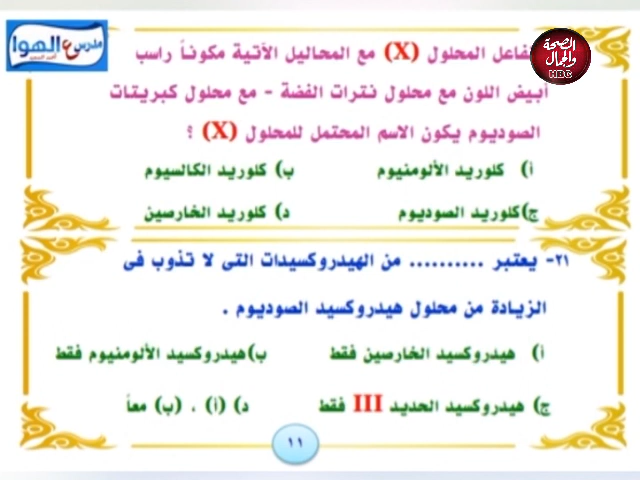 مدرس ع الهوا
الصحة
والجمال
HBC
المحلول (X) مع المحاليل الآتية مكوناً راسب
أبيض اللون مع محلول نترات الفضة - مع محلول كبريتات
الصوديوم يكون الاسم المحتمل للمحلول (X) ؟
أ) كلوريد الألومنيوم ب) كلوريد الكالسيوم
ج)كلوريد الصوديوم د) كلوريد الخارصين
٢١- يعتبر .......... من الهيدروكسيدات التى لا تذوب فى
الزيادة من محلول هيدروكسيد الصوديوم .
أ) هيدروكسيد الخارصين فقط ب)هيدروكسيد الألومنيوم فقط
ج) هيدروكسيد الحديد III فقط د) (أ) ، (ب) معاً
١١